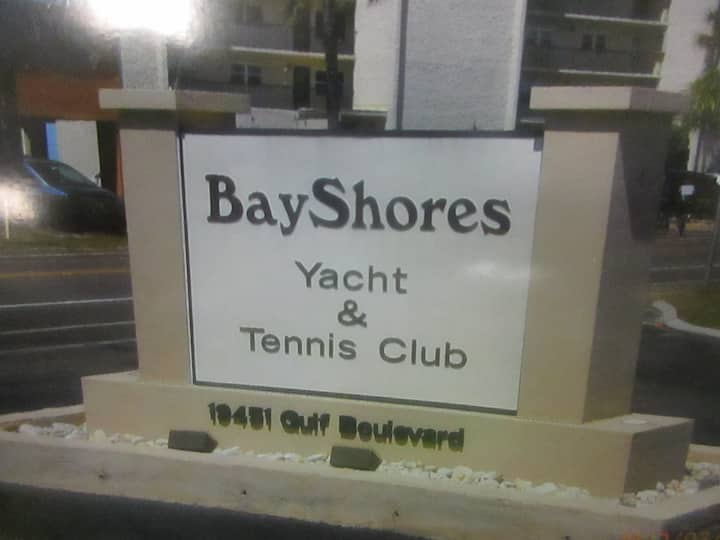 BayShores
Yacht
&
Tennis Club
19451 Gulf Boulevard